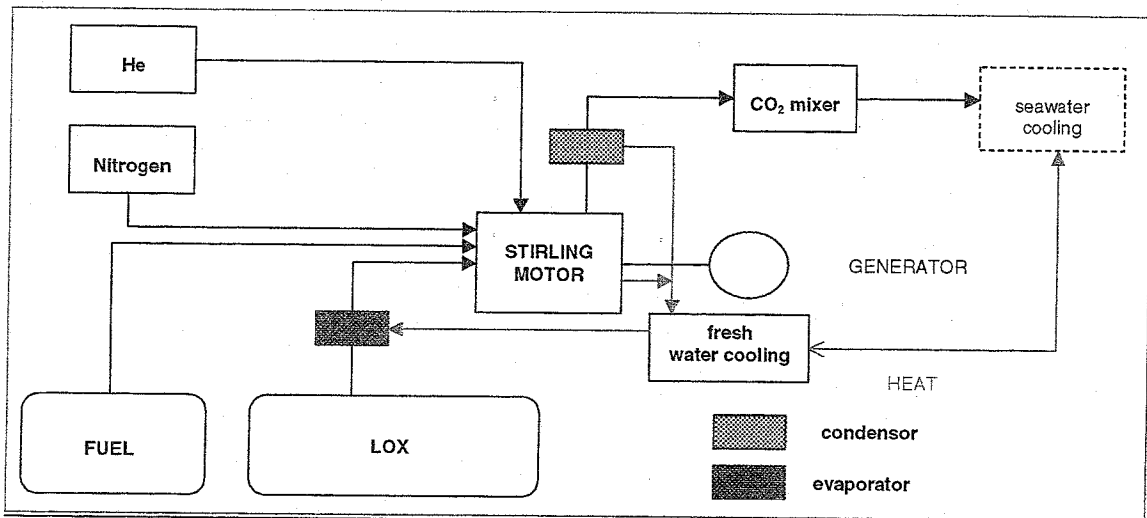 He
CO₂ mixer
seawater
cooling
Nitrogen
STIRLING
MOTOR
GENERATOR
fresh
water cooling
HEAT
FUEL
LOX
condensor
evaporator